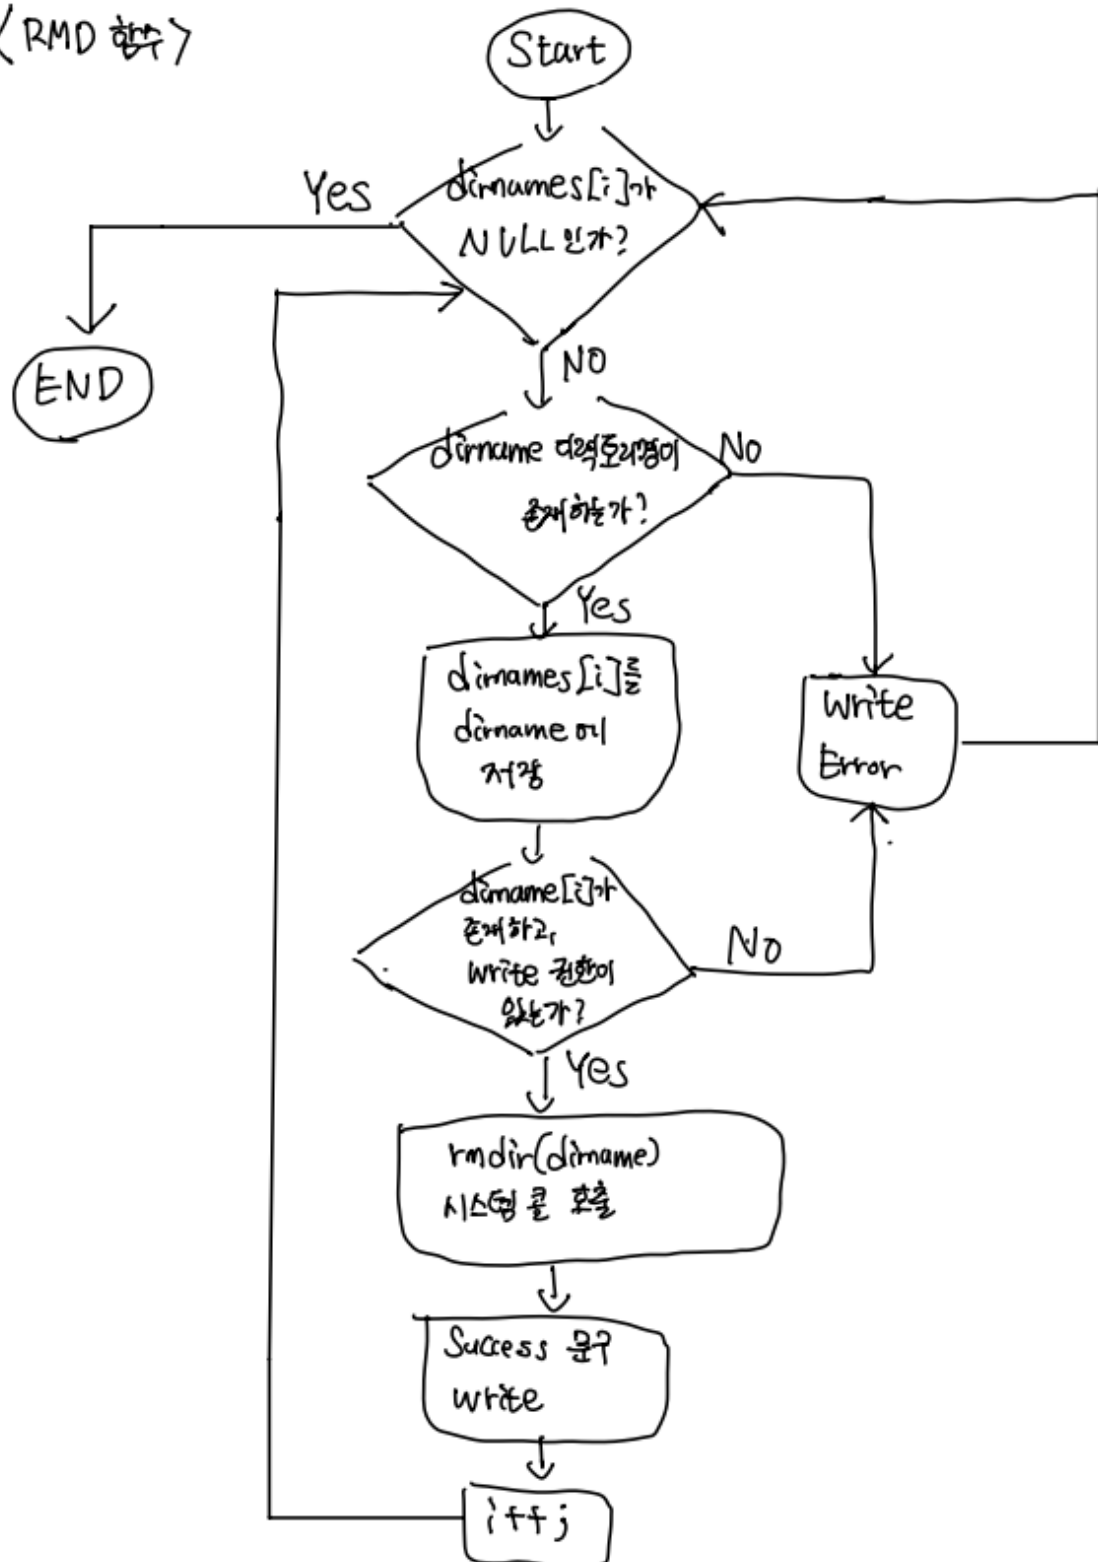 <RMD 함수>
Start
dirnames[i]가
NULL인가?
Yes
END
NO
dirname 디렉토리명이
존재하는가?
No
Yes
dirnames[i]를
dirname에
저장
Write
Error
dirname[i]가
존재하고,
write 권한이
있는가?
No
Yes
rmdir(dirname)
시스템 콜 호출
Success 문구
write
i++;